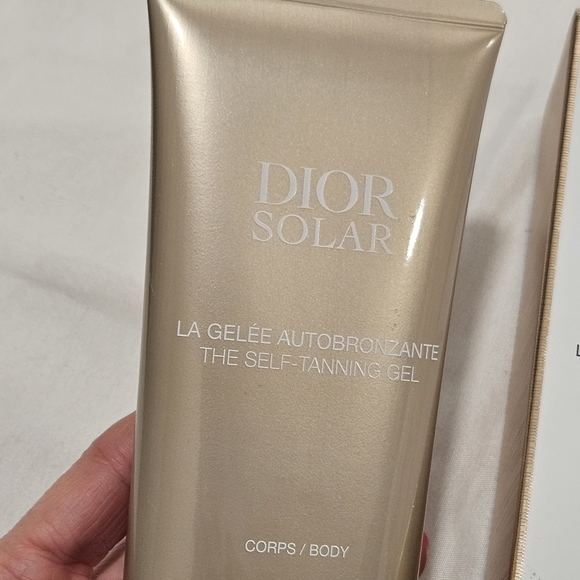 DIOR
SOLAR
LA GELÉE AUTOBRONZANTE
THE SELF-TANNING GEL
CORPS / BODY
L